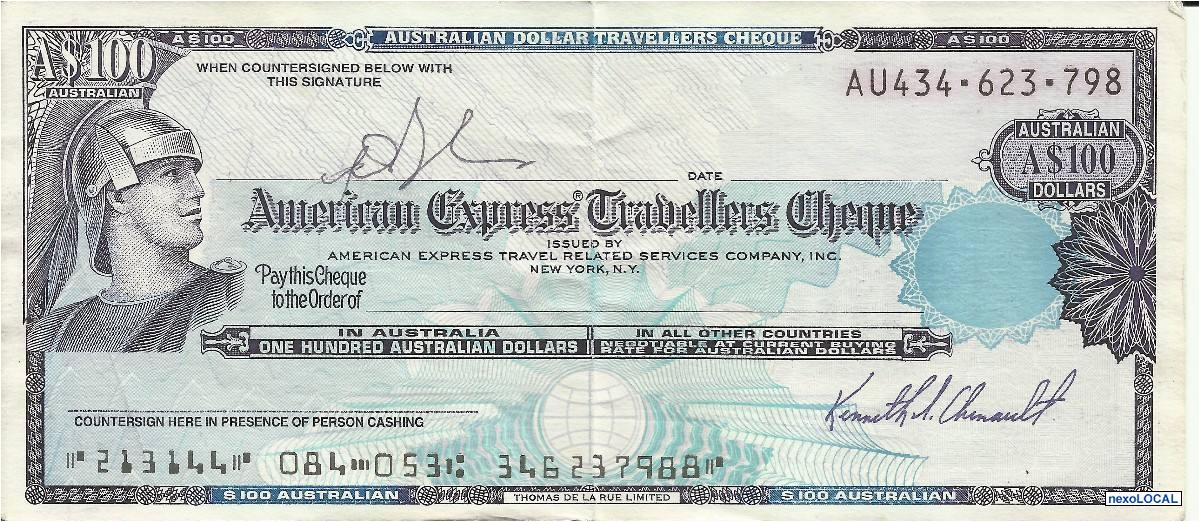 A$100 AUSTRALIAN DOLLAR TRAVELLERS CHEQUE A$100
A$100
AUSTRALIAN
WHEN COUNTERSIGNED BELOW WITH
THIS SIGNATURE
AU434·623·798
AUSTRALIAN
A$100
DOLLARS
DATE
American Express® Travellers Cheque
ISSUED BY
AMERICAN EXPRESS TRAVEL RELATED SERVICES COMPANY, INC.
NEW YORK, N.Y.
Pay this Cheque
to the Order of
IN AUSTRALIA
ONE HUNDRED AUSTRALIAN DOLLARS
IN ALL OTHER COUNTRIES
NEGOTIABLE AT CURRENT BUYING
RATE FOR AUSTRALIAN DOLLARS
Kenneth I. Chenault
COUNTERSIGN HERE IN PRESENCE OF PERSON CASHING
⑈213144⑈ 084⑉053⑆ 346237988⑈
$100 AUSTRALIAN THOMAS DE LA RUE LIMITED $100 AUSTRALIAN
nexoLOCAL